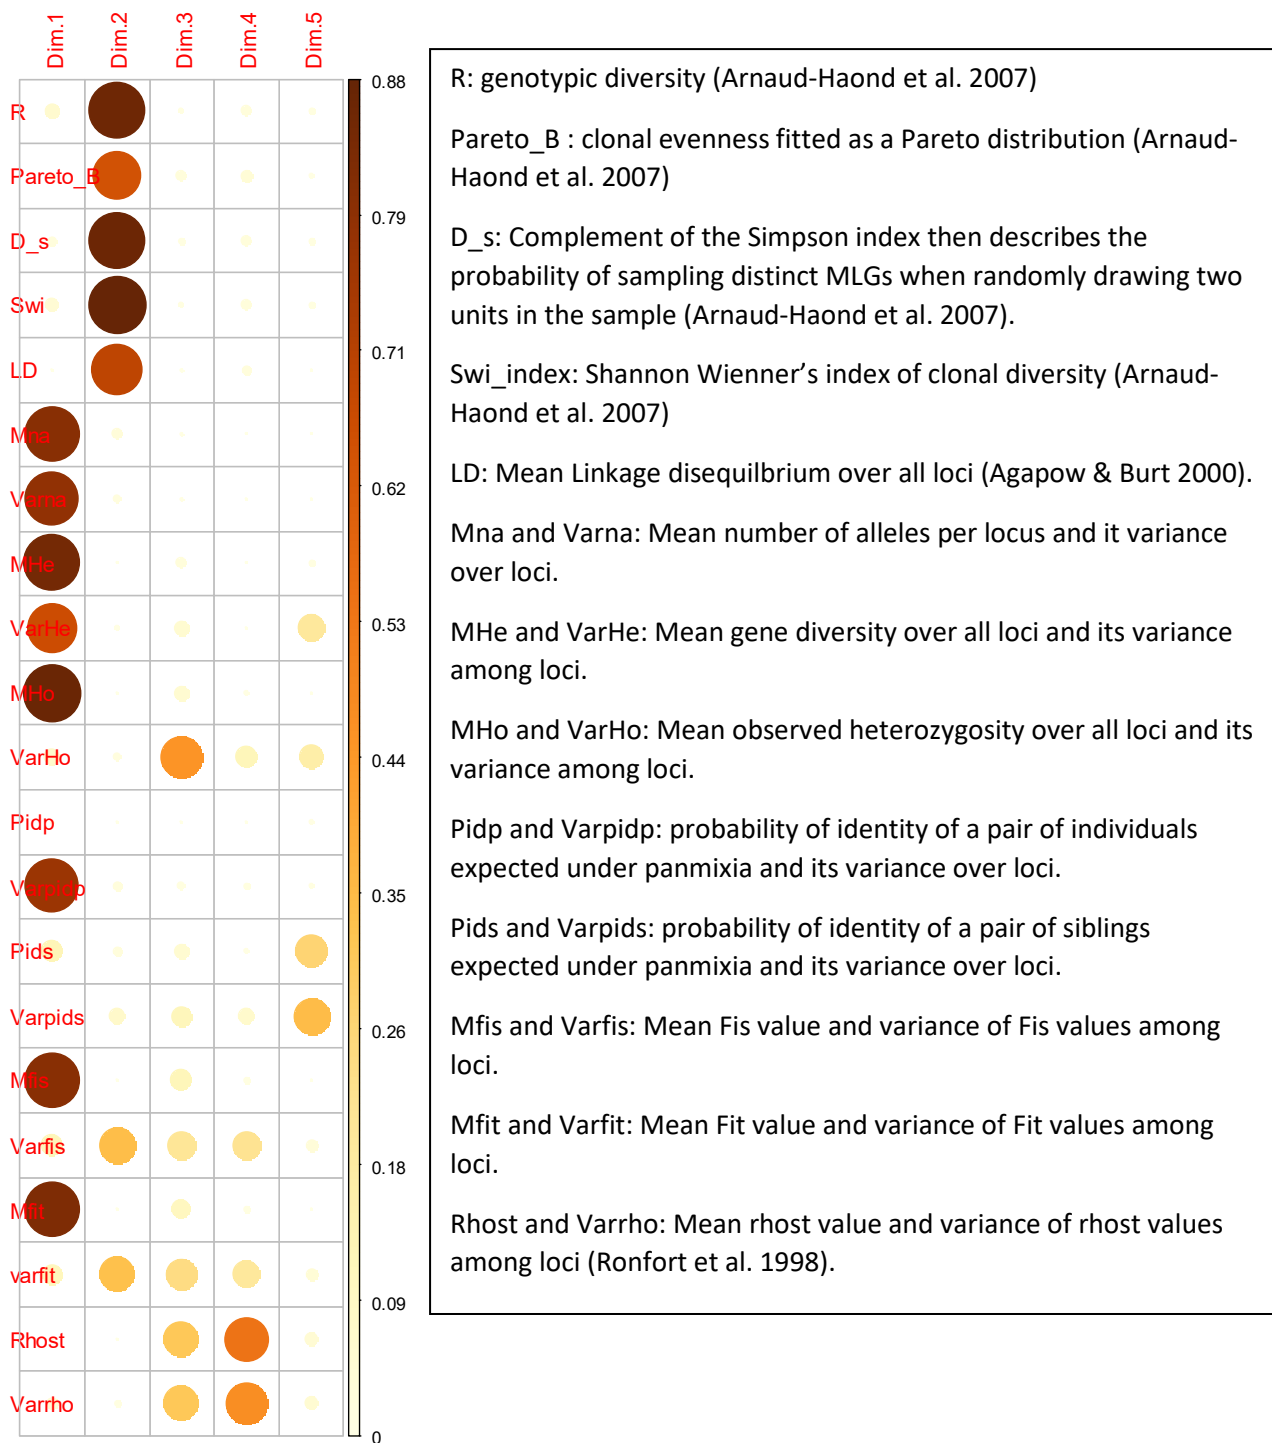 Dim.1
Dim.2
Dim.3
Dim.4
Dim.5
R
Pareto_B
D_s
Swi
LD
Mna
Varna
MHe
VarHe
MHo
VarHo
Pidp
Varpidp
Pids
Varpids
Mfis
Varfis
Mfit
varfit
Rhost
Varrho
0.88
0.79
0.71
0.62
0.53
0.44
0.35
0.26
0.18
0.09
0
R: genotypic diversity (Arnaud-Haond et al. 2007)
Pareto_B : clonal evenness fitted as a Pareto distribution (Arnaud-
Haond et al. 2007)
D_s: Complement of the Simpson index then describes the
probability of sampling distinct MLGs when randomly drawing two
units in the sample (Arnaud-Haond et al. 2007).
Swi_index: Shannon Wienner’s index of clonal diversity (Arnaud-
Haond et al. 2007)
LD: Mean Linkage disequilbrium over all loci (Agapow & Burt 2000).
Mna and Varna: Mean number of alleles per locus and it variance
over loci.
MHe and VarHe: Mean gene diversity over all loci and its variance
among loci.
MHo and VarHo: Mean observed heterozygosity over all loci and its
variance among loci.
Pidp and Varpidp: probability of identity of a pair of individuals
expected under panmixia and its variance over loci.
Pids and Varpids: probability of identity of a pair of siblings
expected under panmixia and its variance over loci.
Mfis and Varfis: Mean Fis value and variance of Fis values among
loci.
Mfit and Varfit: Mean Fit value and variance of Fit values among
loci.
Rhost and Varrho: Mean rhost value and variance of rhost values
among loci (Ronfort et al. 1998).